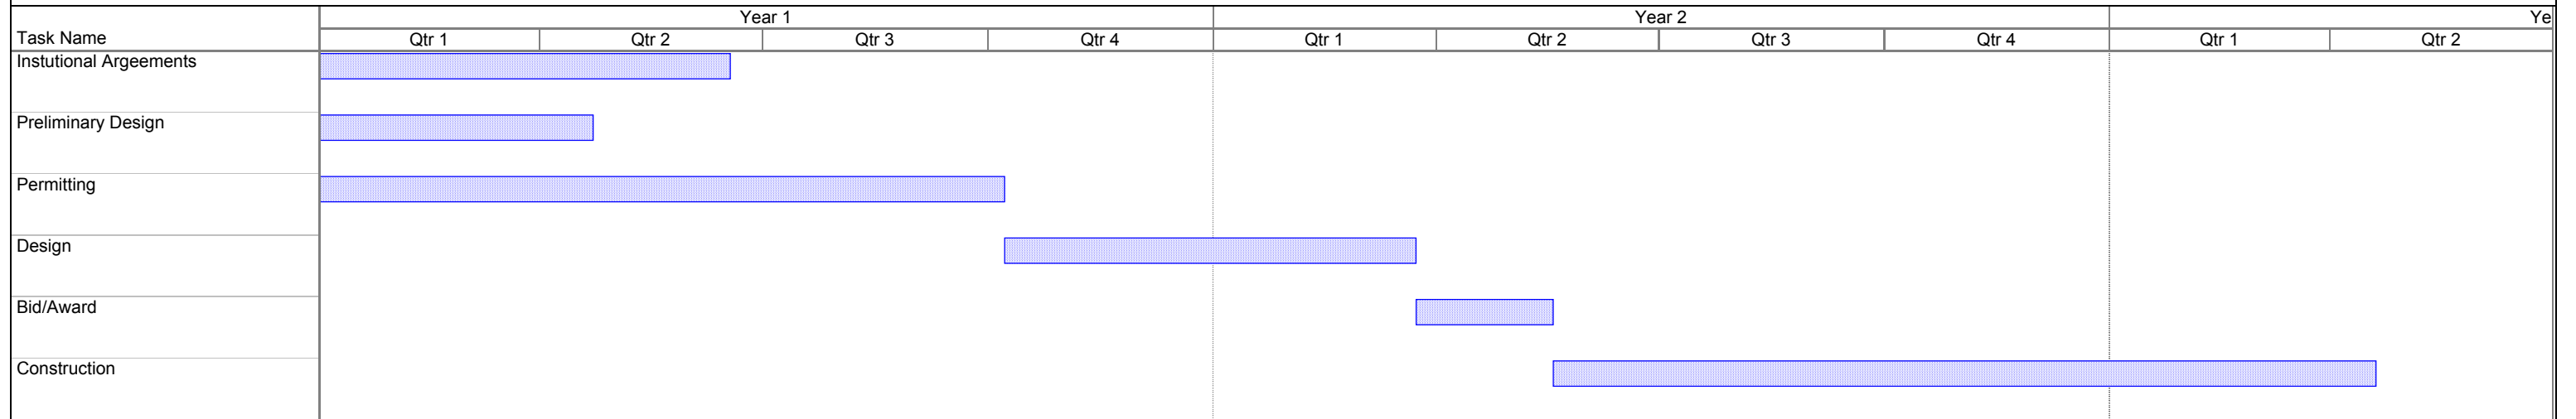 Year 1 Year 2 Ye
Task Name Qtr 1 Qtr 2 Qtr 3 Qtr 4 Qtr 1 Qtr 2 Qtr 3 Qtr 4 Qtr 1 Qtr 2
Instutional Argeements
Preliminary Design
Permitting
Design
Bid/Award
Construction